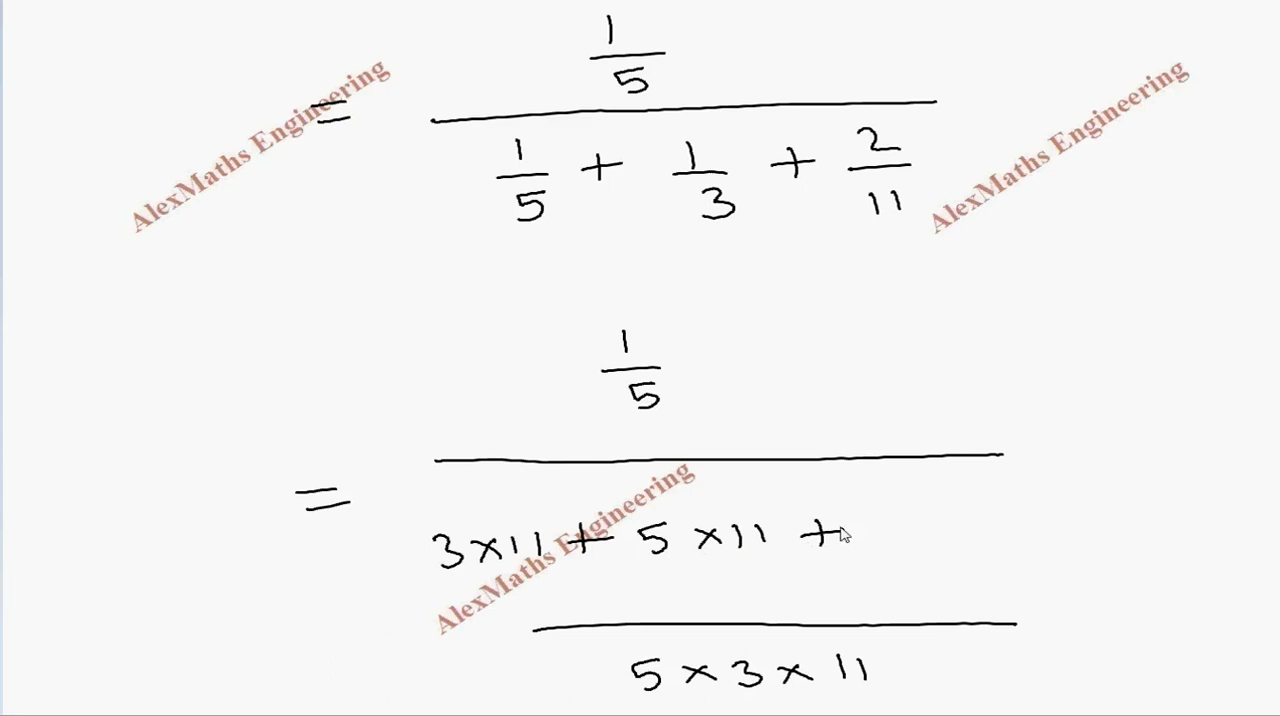 1
5
=
1/5 + 1/3 + 2/11
AlexMaths Engineering
AlexMaths Engineering
1
5
=
3 × 11 + 5 × 11 +
AlexMaths Engineering
5 × 3 × 11